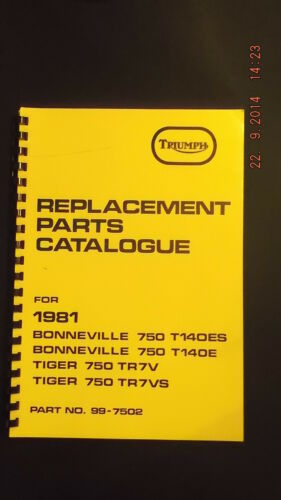 TRIUMPH
REPLACEMENT
PARTS
CATALOGUE
FOR
1981
BONNEVILLE 750 T140ES
BONNEVILLE 750 T140E
TIGER 750 TR7V
TIGER 750 TR7VS
PART NO. 99-7502
22 9.2014 14:23